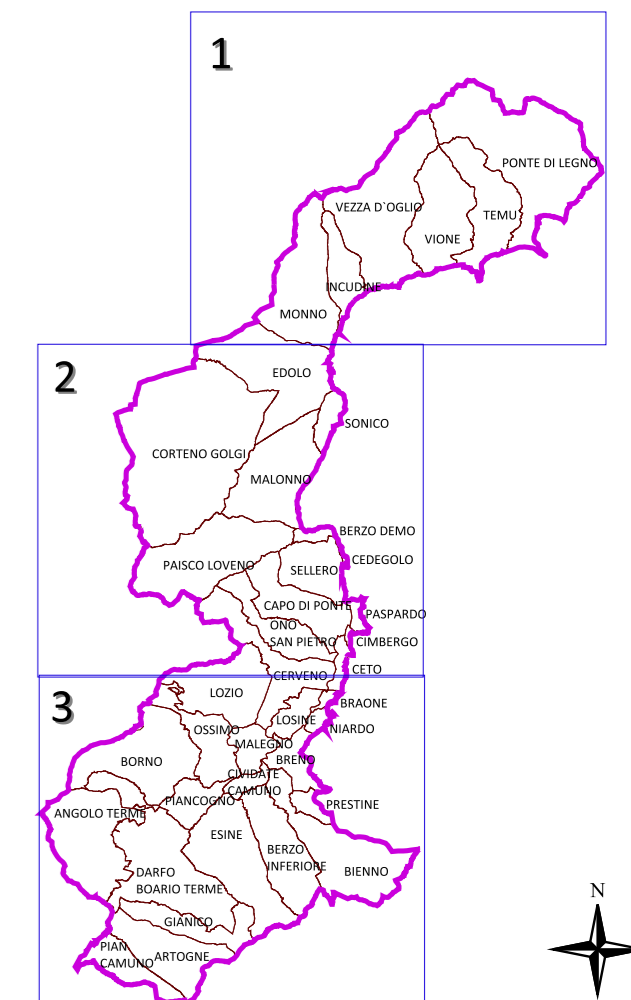 1
PONTE DI LEGNO
VEZZA D`OGLIO
TEMU
VIONE
INCUDINE
MONNO
2
EDOLO
SONICO
CORTENO GOLGI
MALONNO
BERZO DEMO
CEDEGOLO
PAISCO LOVENO
SELLERO
CAPO DI PONTE
PASPARDO
ONO
SAN PIETRO
CIMBERGO
CETO
CERVENO
3
LOZIO
BRAONE
LOSINE
OSSIMO
NIARDO
MALEGNO
BRENO
BORNO
CIVIDATE
CAMUNO
PIANCOGNO
PRESTINE
ANGOLO TERME
ESINE
BERZO
INFERIORE
DARFO
BOARIO TERME
BIENNO
N
GIANICO
PIAN
CAMUNO
ARTOGNE